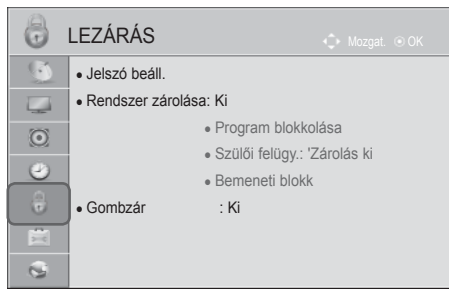 LEZÁRÁS
Mozgat. OK
• Jelszó beáll.
• Rendszer zárolása: Ki
• Program blokkolása
• Szülői felügy.: 'Zárolás ki
• Bemeneti blokk
• Gombzár : Ki